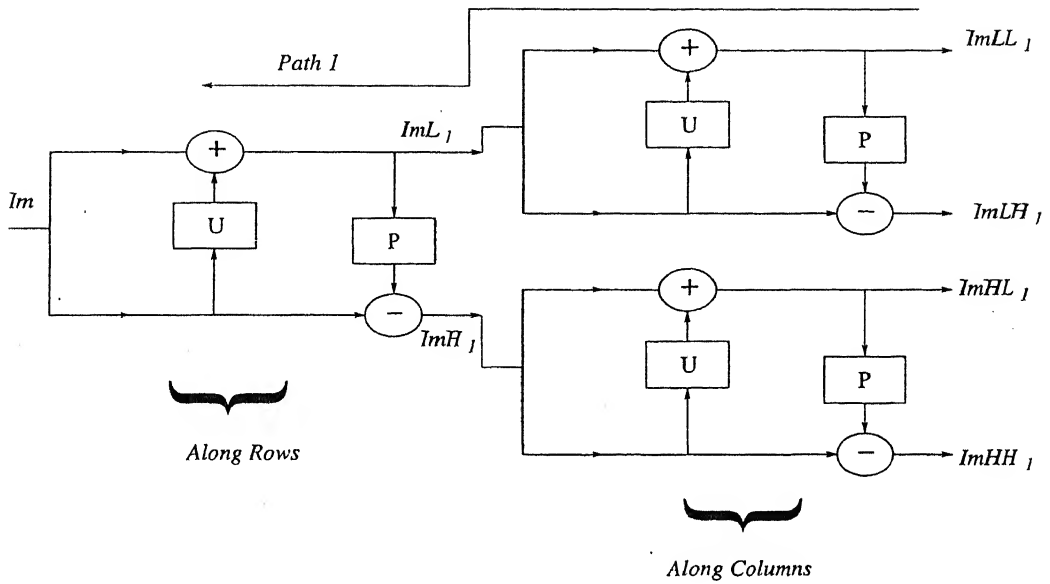 ImLL 1
Path 1
+
U
P
ImL 1
+
Im
U
P
−
ImLH 1
−
ImH 1
+
ImHL 1
U
P
Along Rows
−
ImHH 1
Along Columns